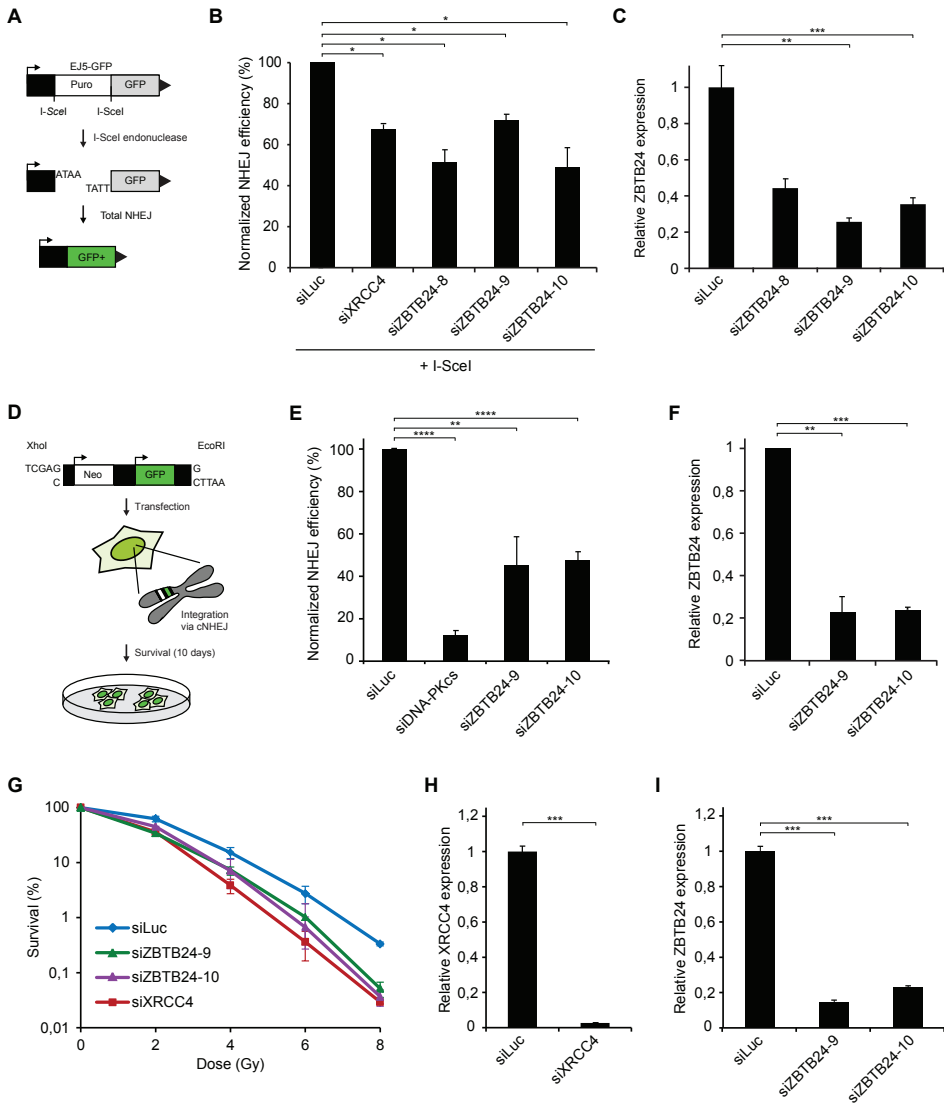 A
EJ5-GFP
Puro
GFP
I-SceI
I-SceI
I-SceI endonuclease
ATAA
TATT
GFP
Total NHEJ
GFP+
B
Normalized NHEJ efficiency (%)
100
80
60
40
20
0
*
*
*
*
siLuc
siXRCC4
siZBTB24-8
siZBTB24-9
siZBTB24-10
+ I-SceI
C
Relative ZBTB24 expression
1
0,8
0,6
0,4
0,2
0
***
**
siLuc
siZBTB24-8
siZBTB24-9
siZBTB24-10
D
XhoI
EcoRI
TCGAG
C
Neo
GFP
G
CTTAA
Transfection
Integration
via cNHEJ
Survival (10 days)
E
Normalized NHEJ efficiency (%)
100
80
60
40
20
0
****
**
****
siLuc
siDNA-PKcs
siZBTB24-9
siZBTB24-10
F
Relative ZBTB24 expression
1
0,8
0,6
0,4
0,2
0
***
**
siLuc
siZBTB24-9
siZBTB24-10
G
Survival (%)
100
10
1
0,1
0,01
siLuc
siZBTB24-9
siZBTB24-10
siXRCC4
0
2
4
6
8
Dose (Gy)
H
Relative XRCC4 expression
1,2
1
0,8
0,6
0,4
0,2
0
***
siLuc
siXRCC4
I
Relative ZBTB24 expression
1,2
1
0,8
0,6
0,4
0,2
0
***
***
siLuc
siZBTB24-9
siZBTB24-10